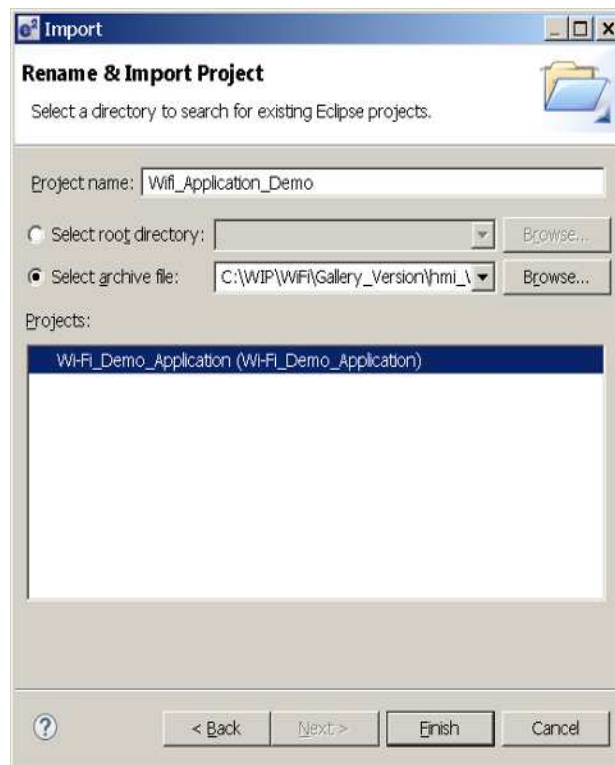 e² Import
Rename & Import Project
Select a directory to search for existing Eclipse projects.
Project name: Wifi_Application_Demo
Select root directory: Browse...
Select archive file: C:\WIP\WiFi\Gallery_Version\hmi_\ Browse...
Projects:
Wi-Fi_Demo_Application (Wi-Fi_Demo_Application)
? < Back Next > Finish Cancel